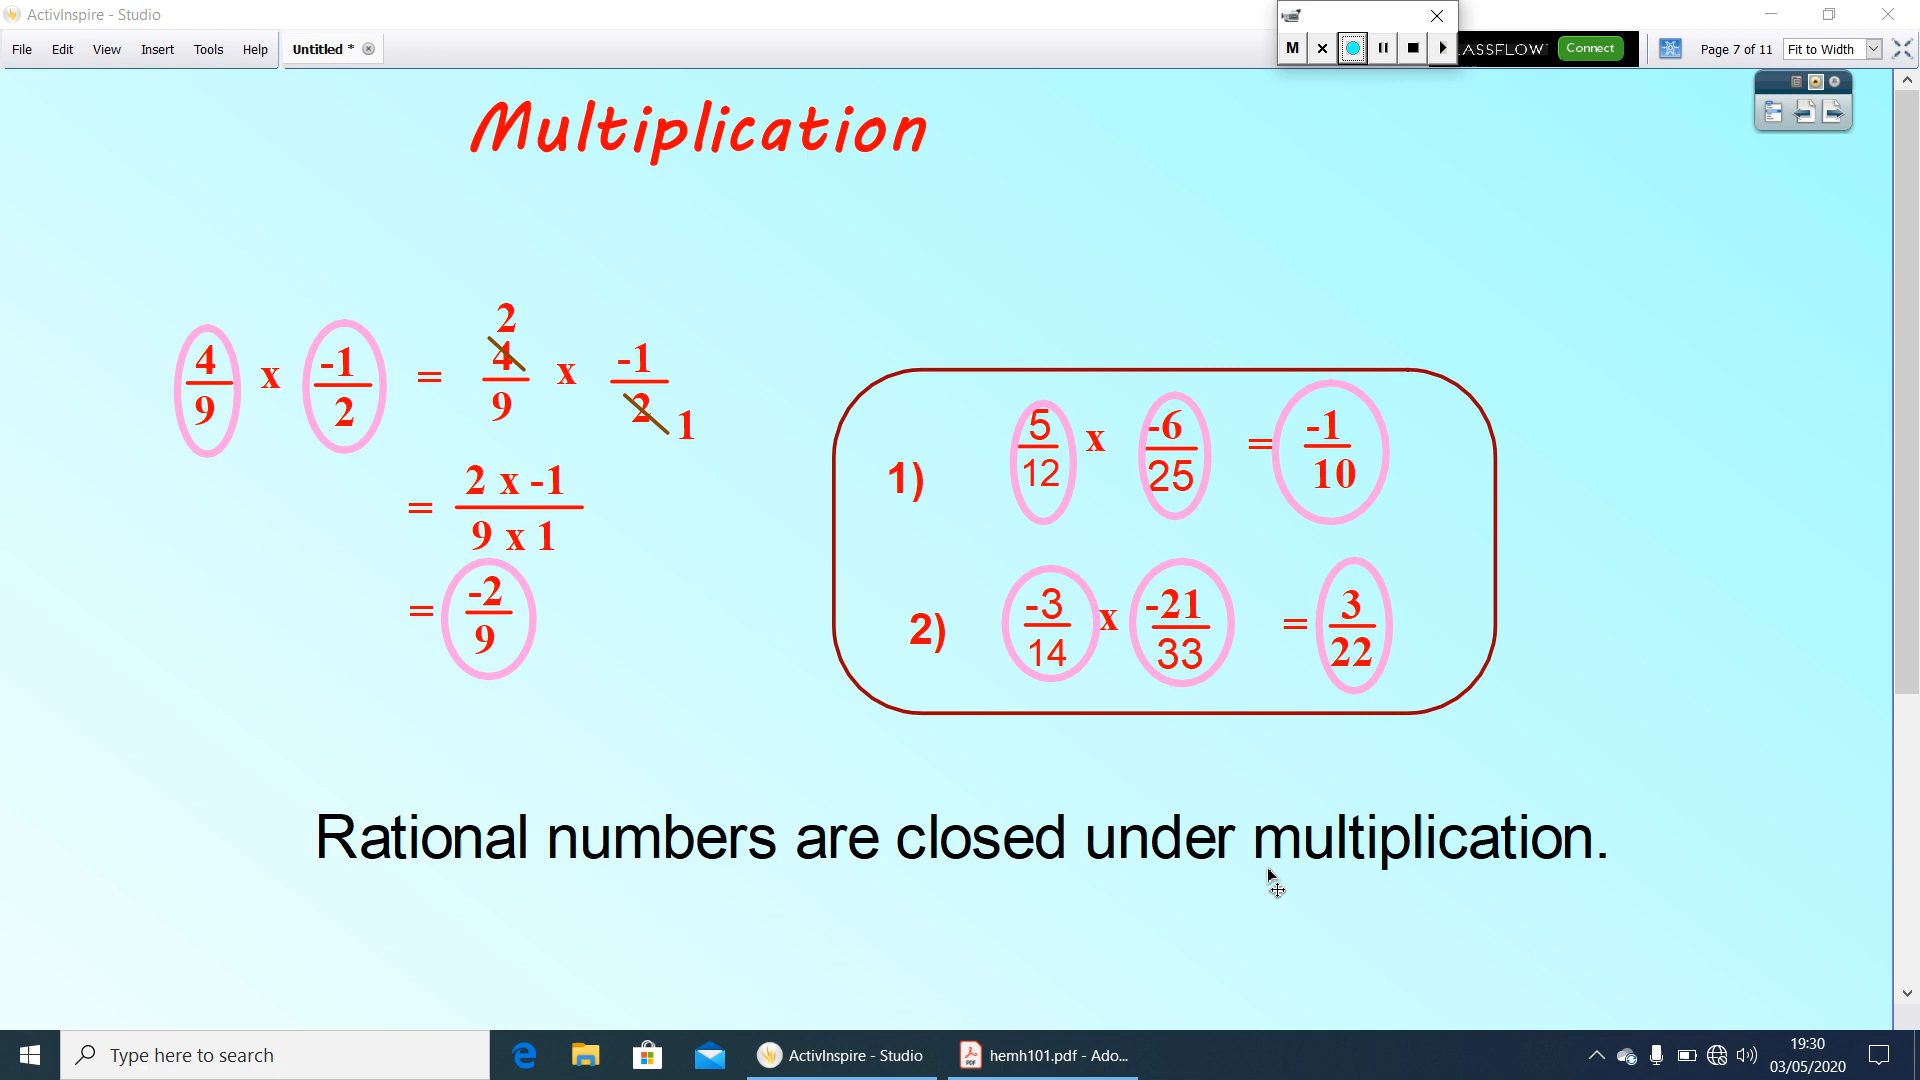 ActivInspire - Studio
File Edit View Insert Tools Help Untitled *
M
ASSFLOW Connect Page 7 of 11 Fit to Width
Multiplication
4/9 x -1/2 = 2 4/9 x -1/2 1
= 2 x -1 / 9 x 1
= -2/9
1) 5/12 x -6/25 = -1/10
2) -3/14 x -21/33 = 3/22
Rational numbers are closed under multiplication.
Type here to search
ActivInspire - Studio
hemh101.pdf - Ado...
19:30
03/05/2020